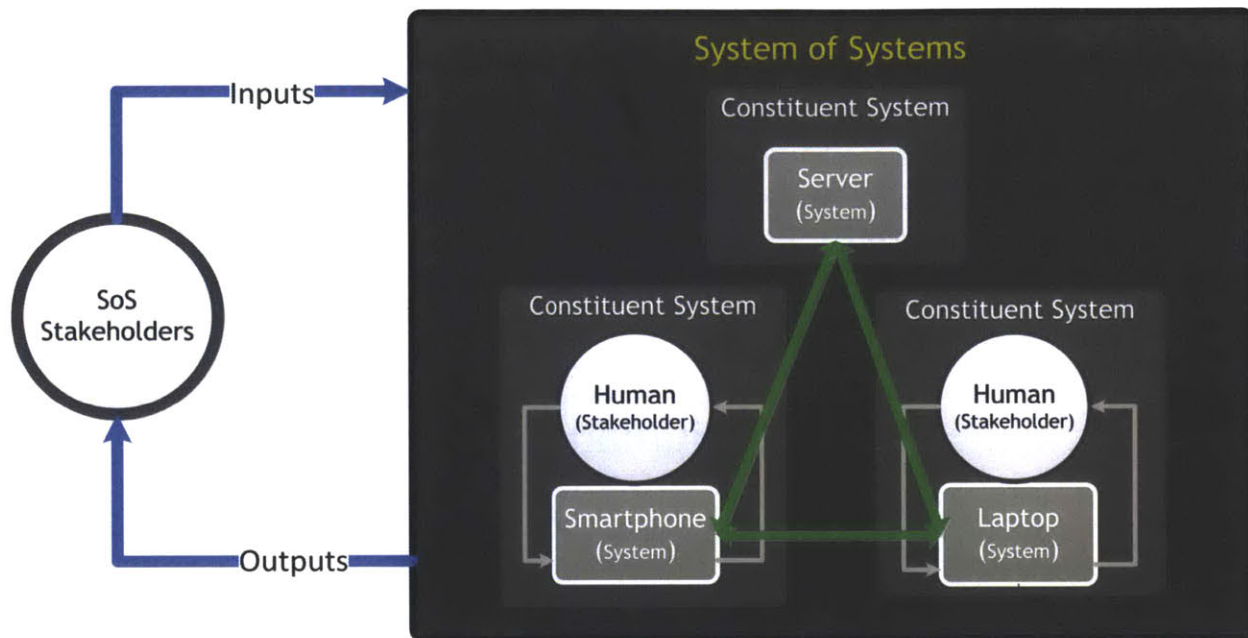 System of Systems
Inputs
Constituent System
Server
(System)
SoS
Stakeholders
Constituent System
Constituent System
Human
(Stakeholder)
Human
(Stakeholder)
Smartphone
(System)
Laptop
(System)
Outputs